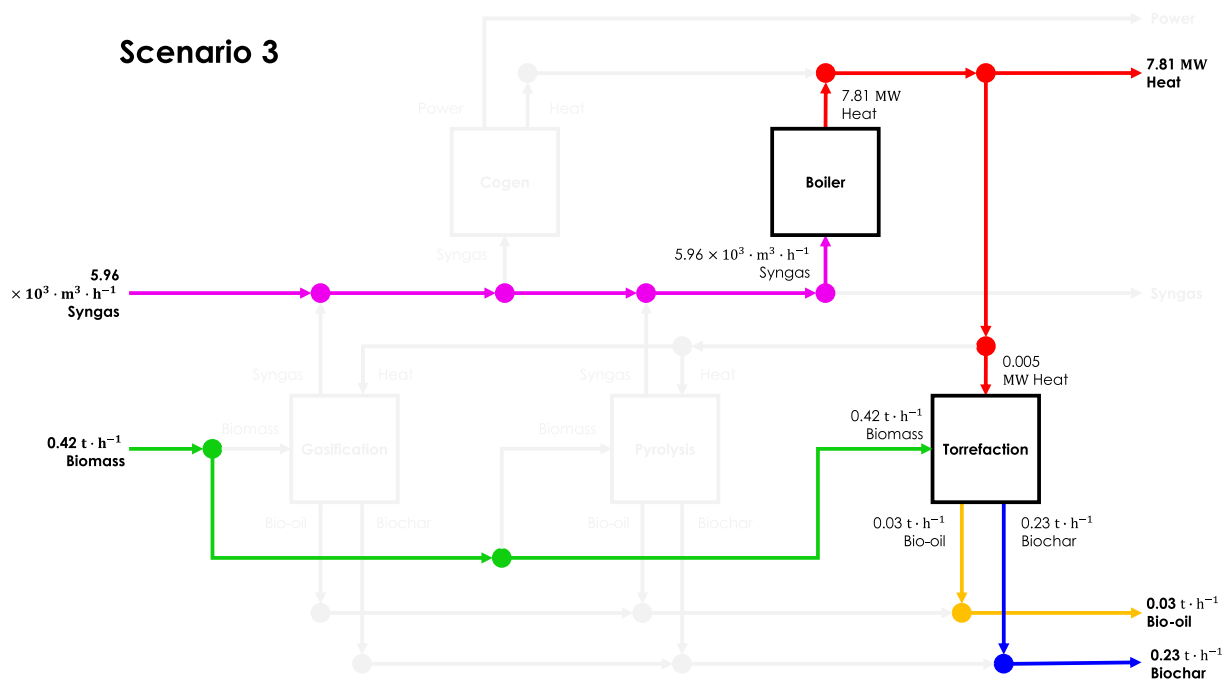 Scenario 3
Power
7.81 MW
Heat
Power
Heat
7.81 MW
Heat
Cogen
Boiler
Syngas
5.96 × 10³ · m³ · h⁻¹
Syngas
5.96
× 10³ · m³ · h⁻¹
Syngas
Syngas
Syngas
Heat
Syngas
Heat
0.005
MW Heat
0.42 t · h⁻¹
Biomass
Biomass
Gasification
Biomass
Pyrolysis
0.42 t · h⁻¹
Biomass
Torrefaction
Bio-oil
Biochar
Bio-oil
Biochar
0.03 t · h⁻¹
Bio-oil
0.23 t · h⁻¹
Biochar
0.03 t · h⁻¹
Bio-oil
0.23 t · h⁻¹
Biochar